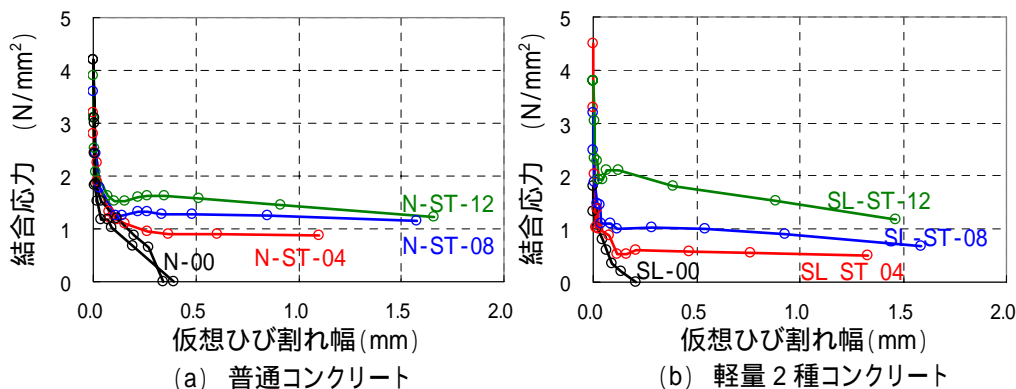 結合応力 (N/mm²)
5
4
3
2
1
0
N-ST-12
N-ST-08
N-ST-04
N-00
0.0 0.5 1.0 1.5 2.0
仮想ひび割れ幅(mm)
(a) 普通コンクリート
結合応力 (N/mm²)
5
4
3
2
1
0
SL-ST-12
SL-ST-08
SL ST 04
SL-00
0.0 0.5 1.0 1.5 2.0
仮想ひび割れ幅(mm)
(b) 軽量2種コンクリート